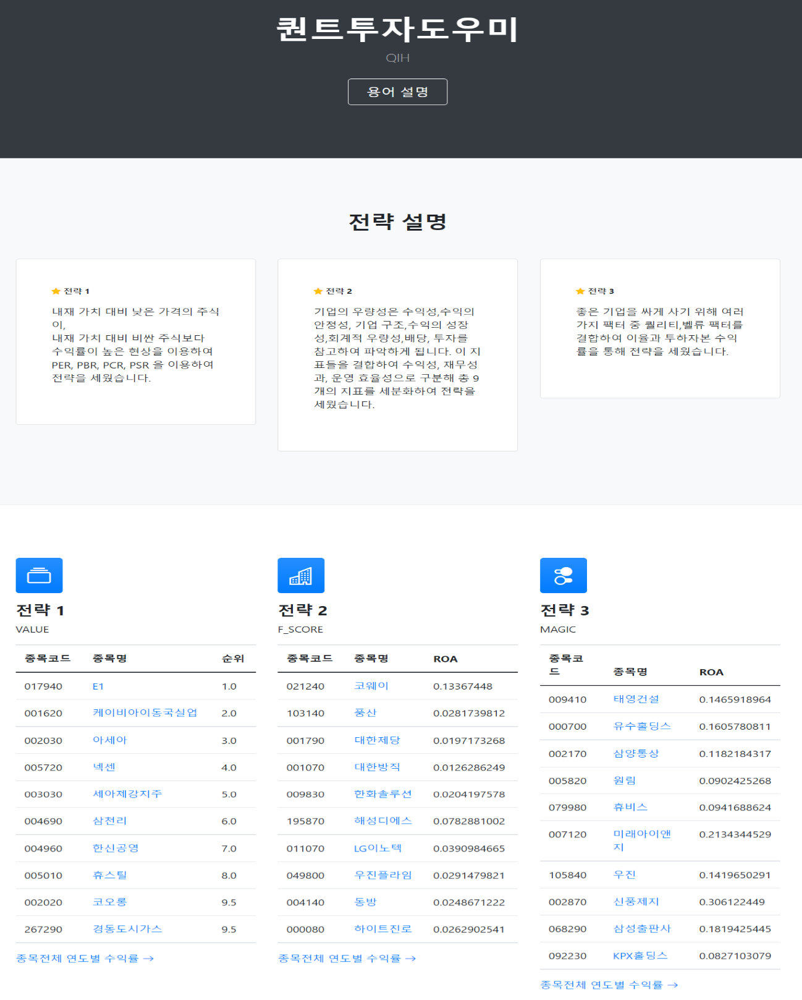 퀀트투자도우미
QIH
용어 설명
전략 설명
전략 1
내재 가치 대비 낮은 가격의 주식
이,
내재 가치 대비 비싼 주식보다
수익률이 높은 현상을 이용하여
PER, PBR, PCR, PSR 을 이용하여
전략을 세웠습니다.
전략 2
기업의 우량성은 수익성,수익의
안정성, 기업 구조,수익의 성장
성,회계적 우량성,배당, 투자를
참고하여 파악하게 됩니다. 이 지
표들을 결합하여 수익성, 재무성
과, 운영 효율성으로 구분해 총 9
개의 지표를 세분화하여 전략을
세웠습니다.
전략 3
좋은 기업을 싸게 사기 위해 여러
가지 팩터 중 퀄리티,벨류 팩터를
결합하여 이율과 투하자본 수익
률을 통해 전략을 세웠습니다.
전략 1
VALUE
종목코드 종목명 순위
017940 E1 1.0
001620 케이비아이동국실업 2.0
002030 아세아 3.0
005720 넥센 4.0
003030 세아제강지주 5.0
004690 삼천리 6.0
004960 한신공영 7.0
005010 휴스틸 8.0
002020 코오롱 9.5
267290 경동도시가스 9.5
종목전체 연도별 수익률 →
전략 2
F_SCORE
종목코드 종목명 ROA
021240 코웨이 0.13367448
103140 풍산 0.0281739812
001790 대한제당 0.0197173268
001070 대한방직 0.0126286249
009830 한화솔루션 0.0204197578
195870 해성디에스 0.0782881002
011070 LG이노텍 0.0390984665
049800 우진플라임 0.0291479821
004140 동방 0.0248671222
000080 하이트진로 0.0262902541
종목전체 연도별 수익률 →
전략 3
MAGIC
종목코
드 종목명 ROA
009410 태영건설 0.1465918964
000700 유수홀딩스 0.1605780811
002170 삼양통상 0.1182184317
005820 원림 0.0902425268
079980 휴비스 0.0941688624
007120 미래아이앤 0.2134344529
지
105840 우진 0.1419650291
002870 신풍제지 0.306122449
068290 삼성출판사 0.1819425445
092230 KPX홀딩스 0.0827103079
종목전체 연도별 수익률 →